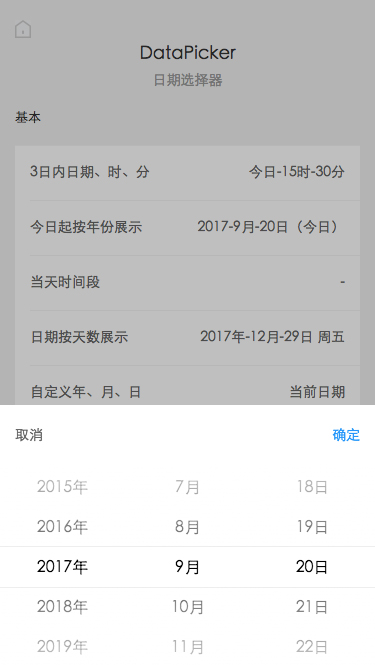 DataPicker
日期选择器
基本
3日内日期、时、分 今日-15时-30分
今日起按年份展示 2017-9月-20日（今日）
当天时间段 -
日期按天数展示 2017年-12月-29日 周五
自定义年、月、日 当前日期
取消 确定
2015年 7月 18日
2016年 8月 19日
2017年 9月 20日
2018年 10月 21日
2019年 11月 22日